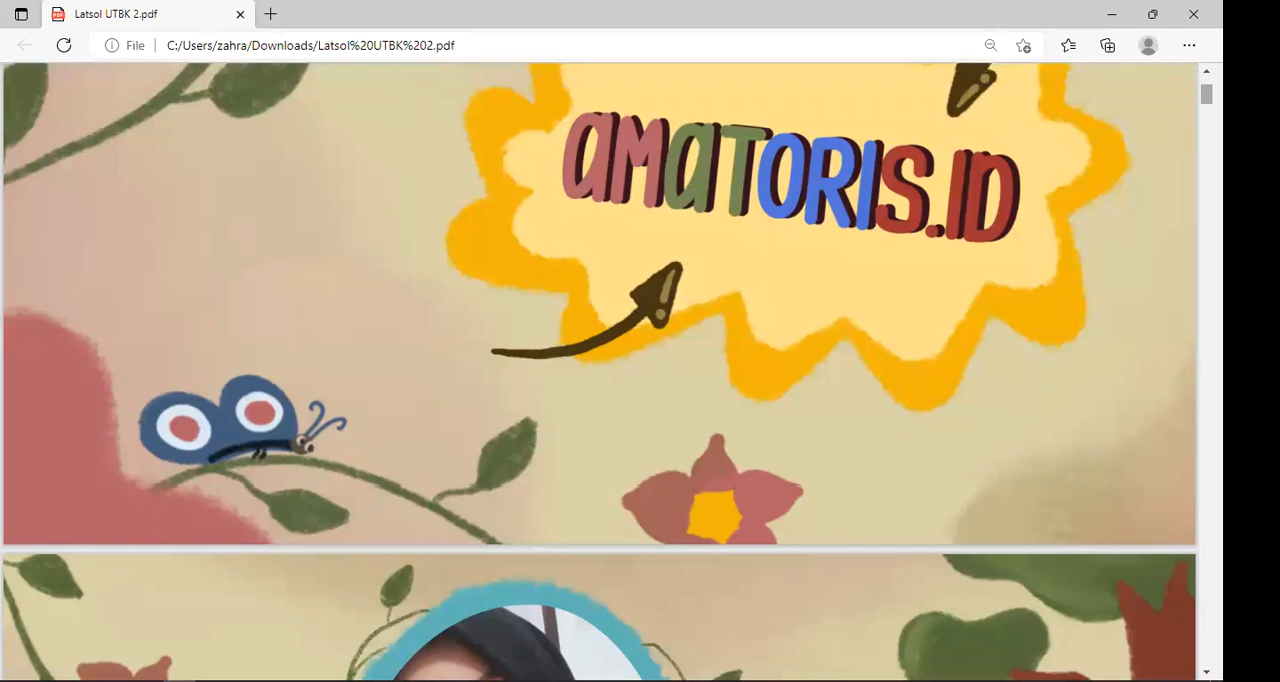 Latsol UTBK 2.pdf
File C:/Users/zahra/Downloads/Latsol%20UTBK%202.pdf
AMATORIS.ID